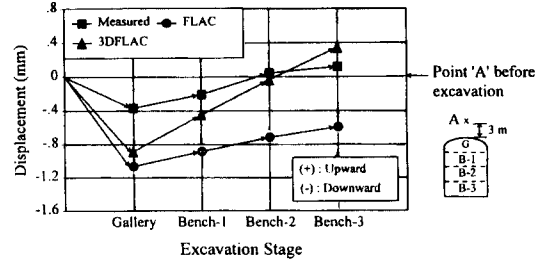 Measured
FLAC
3DFLAC
Displacement (mm)
.8
.4
0
-.4
-.8
-1.2
-1.6
Gallery Bench-1 Bench-2 Bench-3
Excavation Stage
(+) : Upward
(-) : Downward
Point 'A' before
excavation
A x
3 m
G
B-1
B-2
B-3